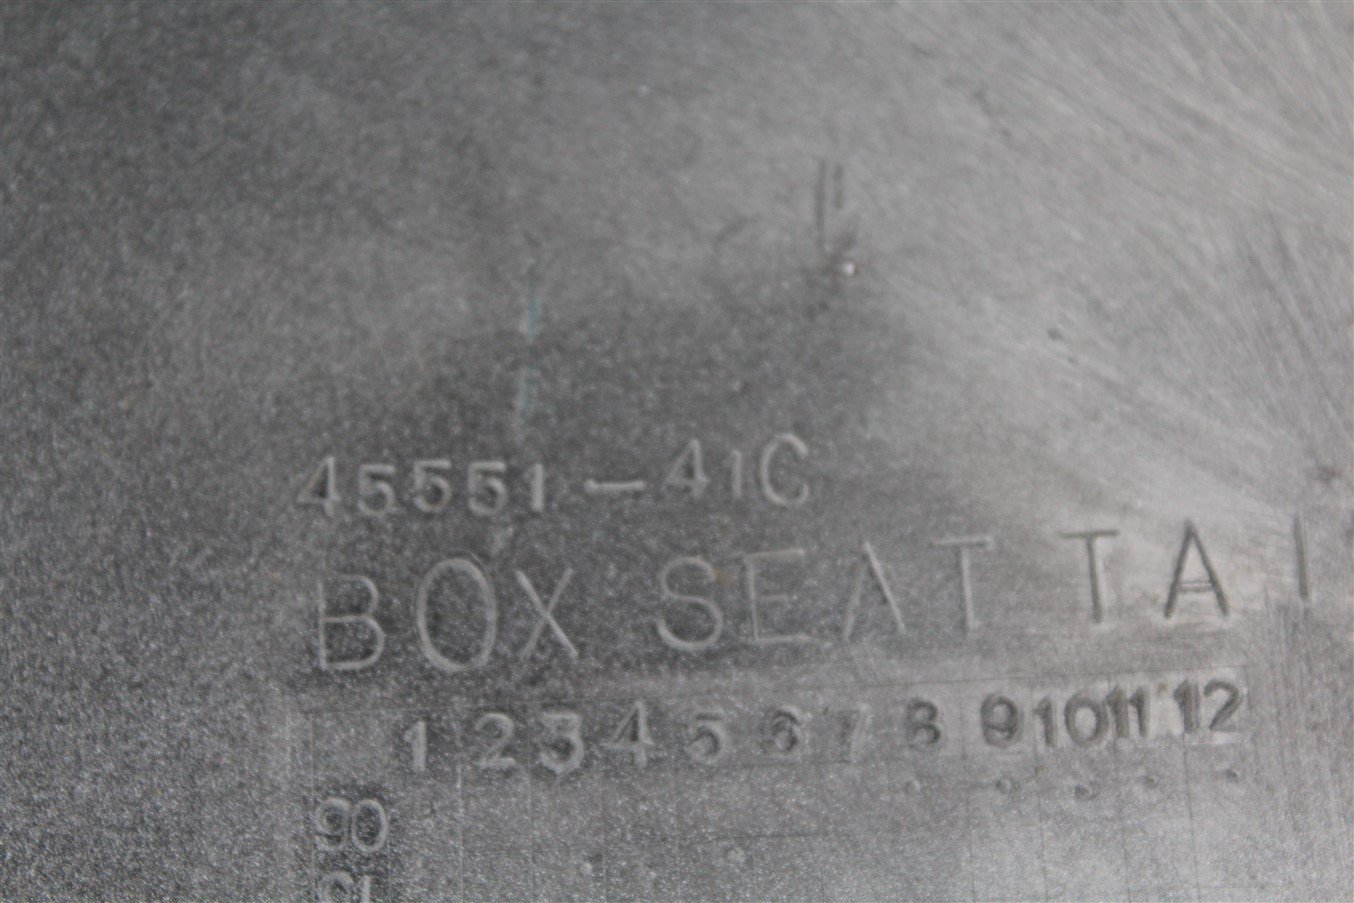 45551-41C
BOX SEAT TAI
1 2 3 4 5 6 7 8 9 10 11 12
90